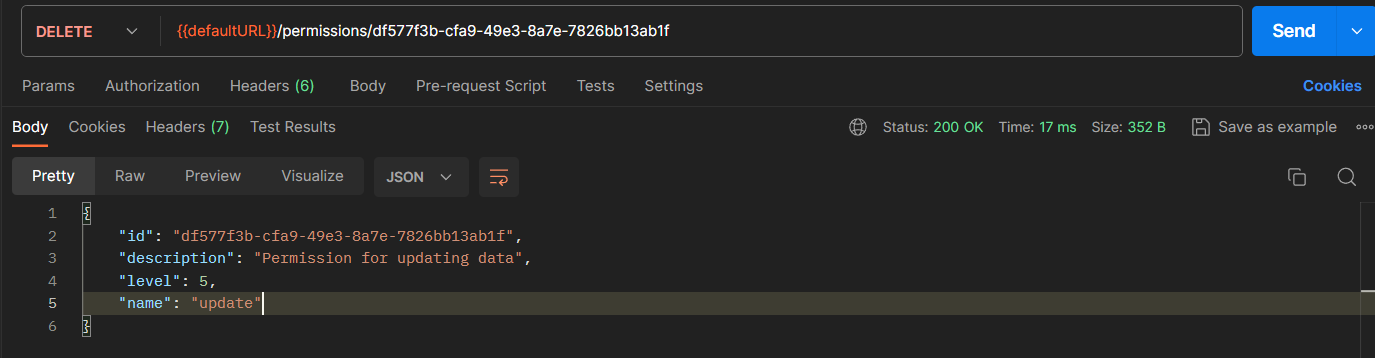 DELETE {{defaultURL}}/permissions/df577f3b-cfa9-49e3-8a7e-7826bb13ab1f Send
Params Authorization Headers (6) Body Pre-request Script Tests Settings Cookies
Body Cookies Headers (7) Test Results Status: 200 OK Time: 17 ms Size: 352 B Save as example
Pretty Raw Preview Visualize JSON
1 {
2 "id": "df577f3b-cfa9-49e3-8a7e-7826bb13ab1f",
3 "description": "Permission for updating data",
4 "level": 5,
5 "name": "update"
6 }